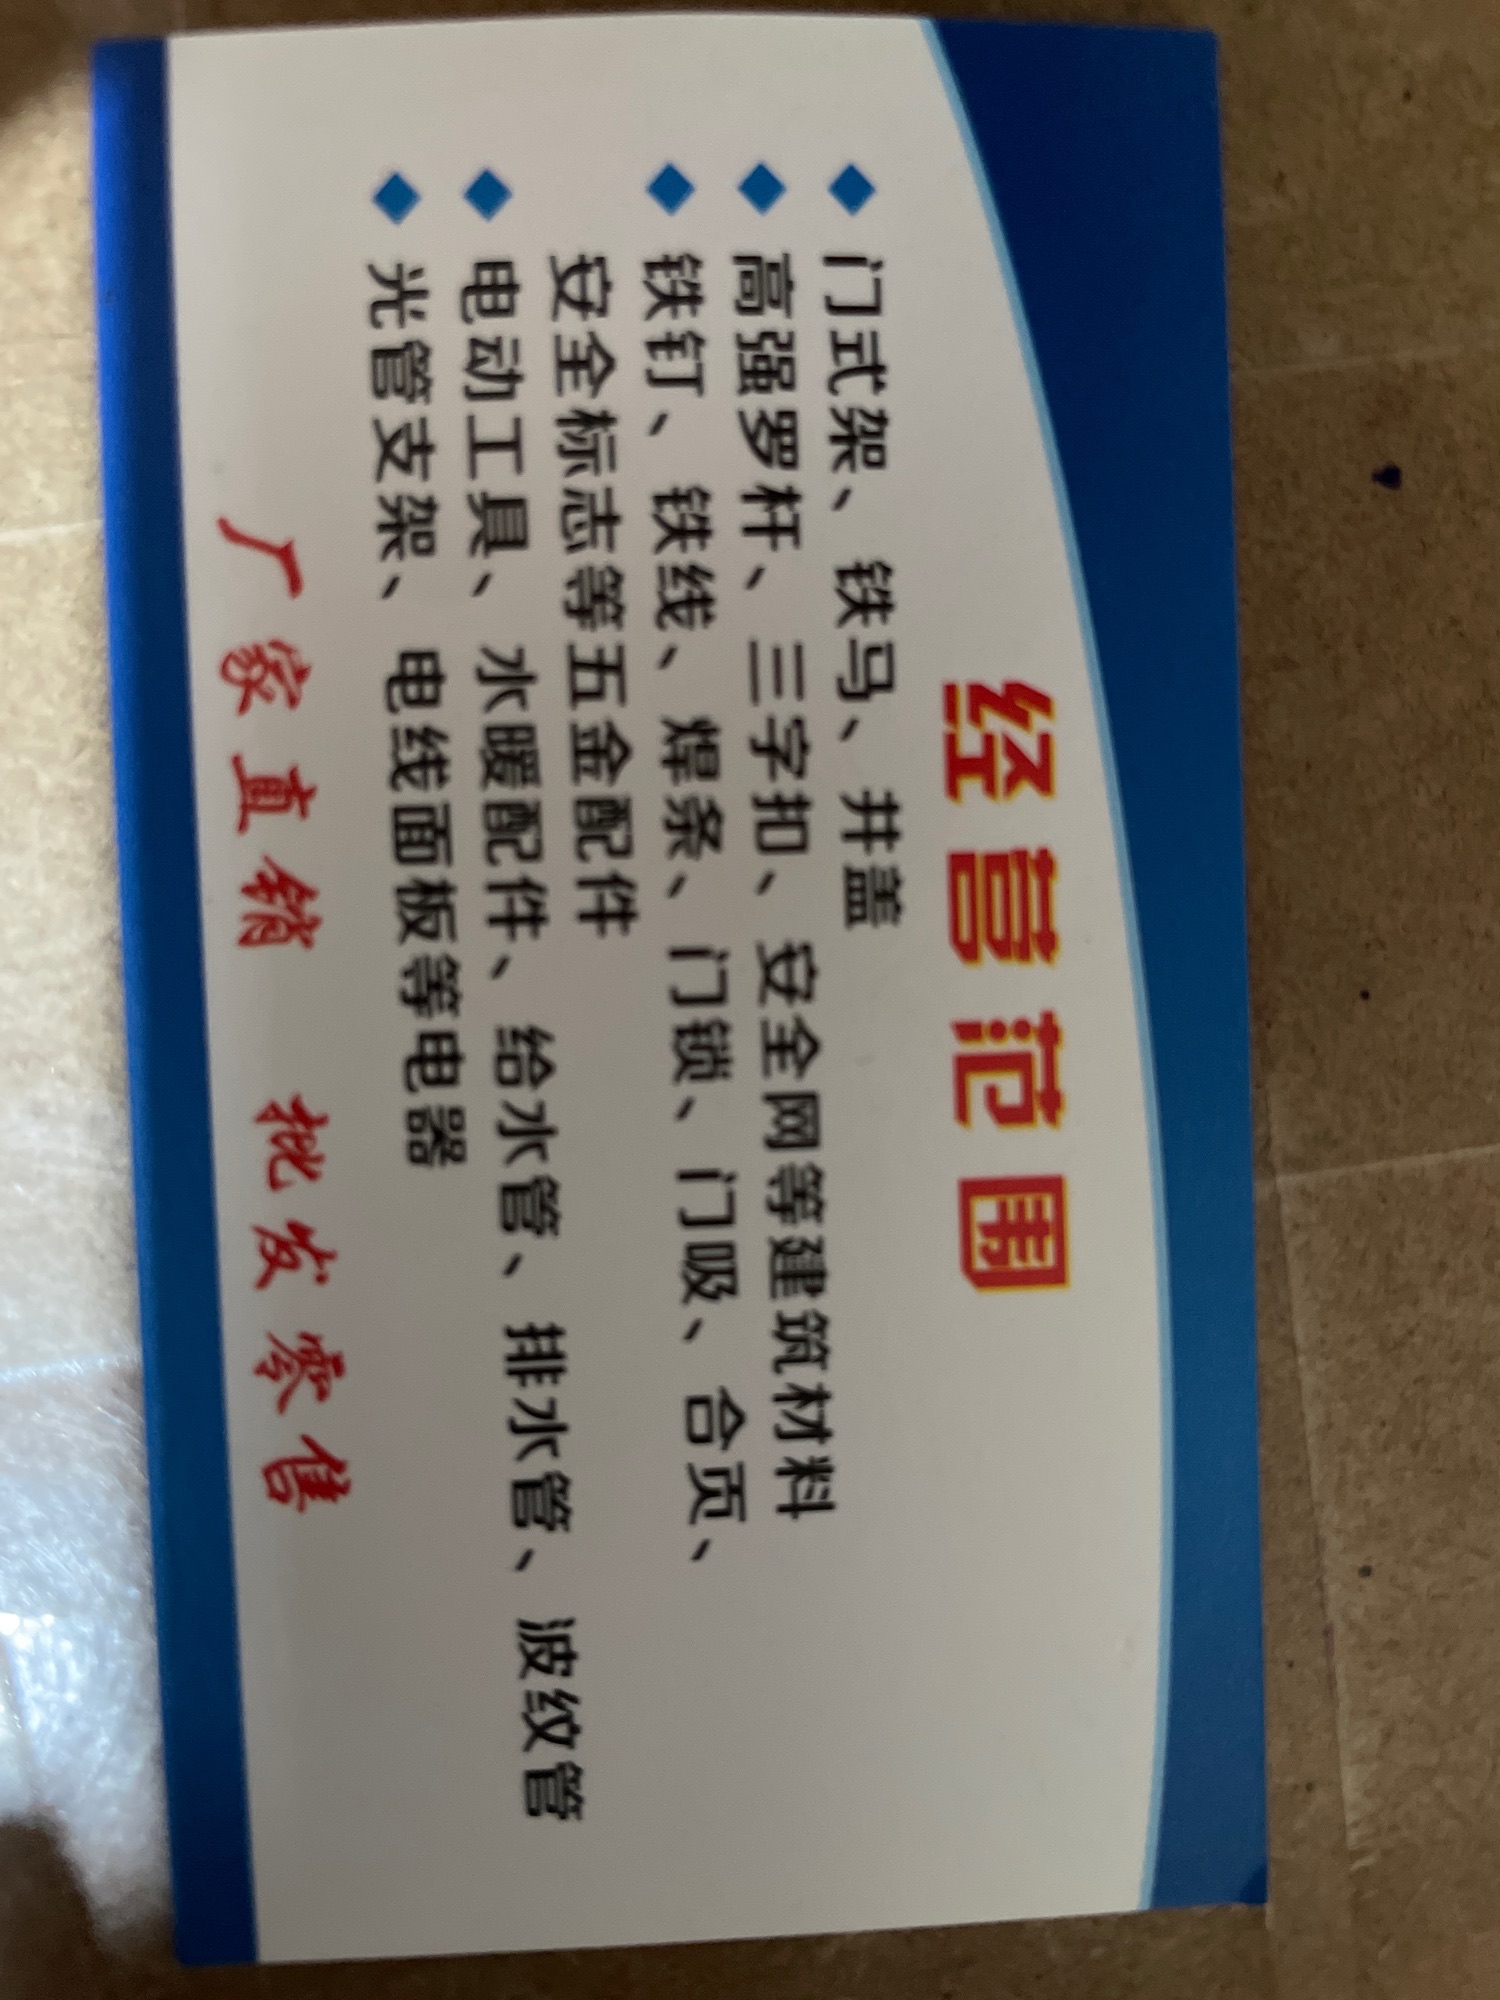 经营范围
◆ 门式架、铁马、井盖
◆ 高强罗杆、三字扣、安全网等建筑材料
◆ 铁钉、铁线、焊条、门锁、门吸、合页、
安全标志等五金配件
◆ 电动工具、水暖配件、给水管、排水管、波纹管
◆ 光管支架、电线面板等电器
厂家直销 批发零售